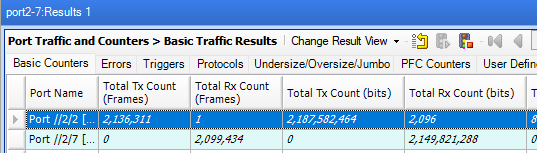 port2-7:Results 1
Port Traffic and Counters > Basic Traffic Results | Change Result View
Basic Counters Errors Triggers Protocols Undersize/Oversize/Jumbo PFC Counters User Define
Port Name Total Tx Count (Frames) Total Rx Count (Frames) Total Tx Count (bits) Total Rx Count (bits)
Port //2/2 [... 2,136,311 1 2,187,582,464 2,096 8
Port //2/7 [... 0 2,099,434 0 2,149,821,288 0